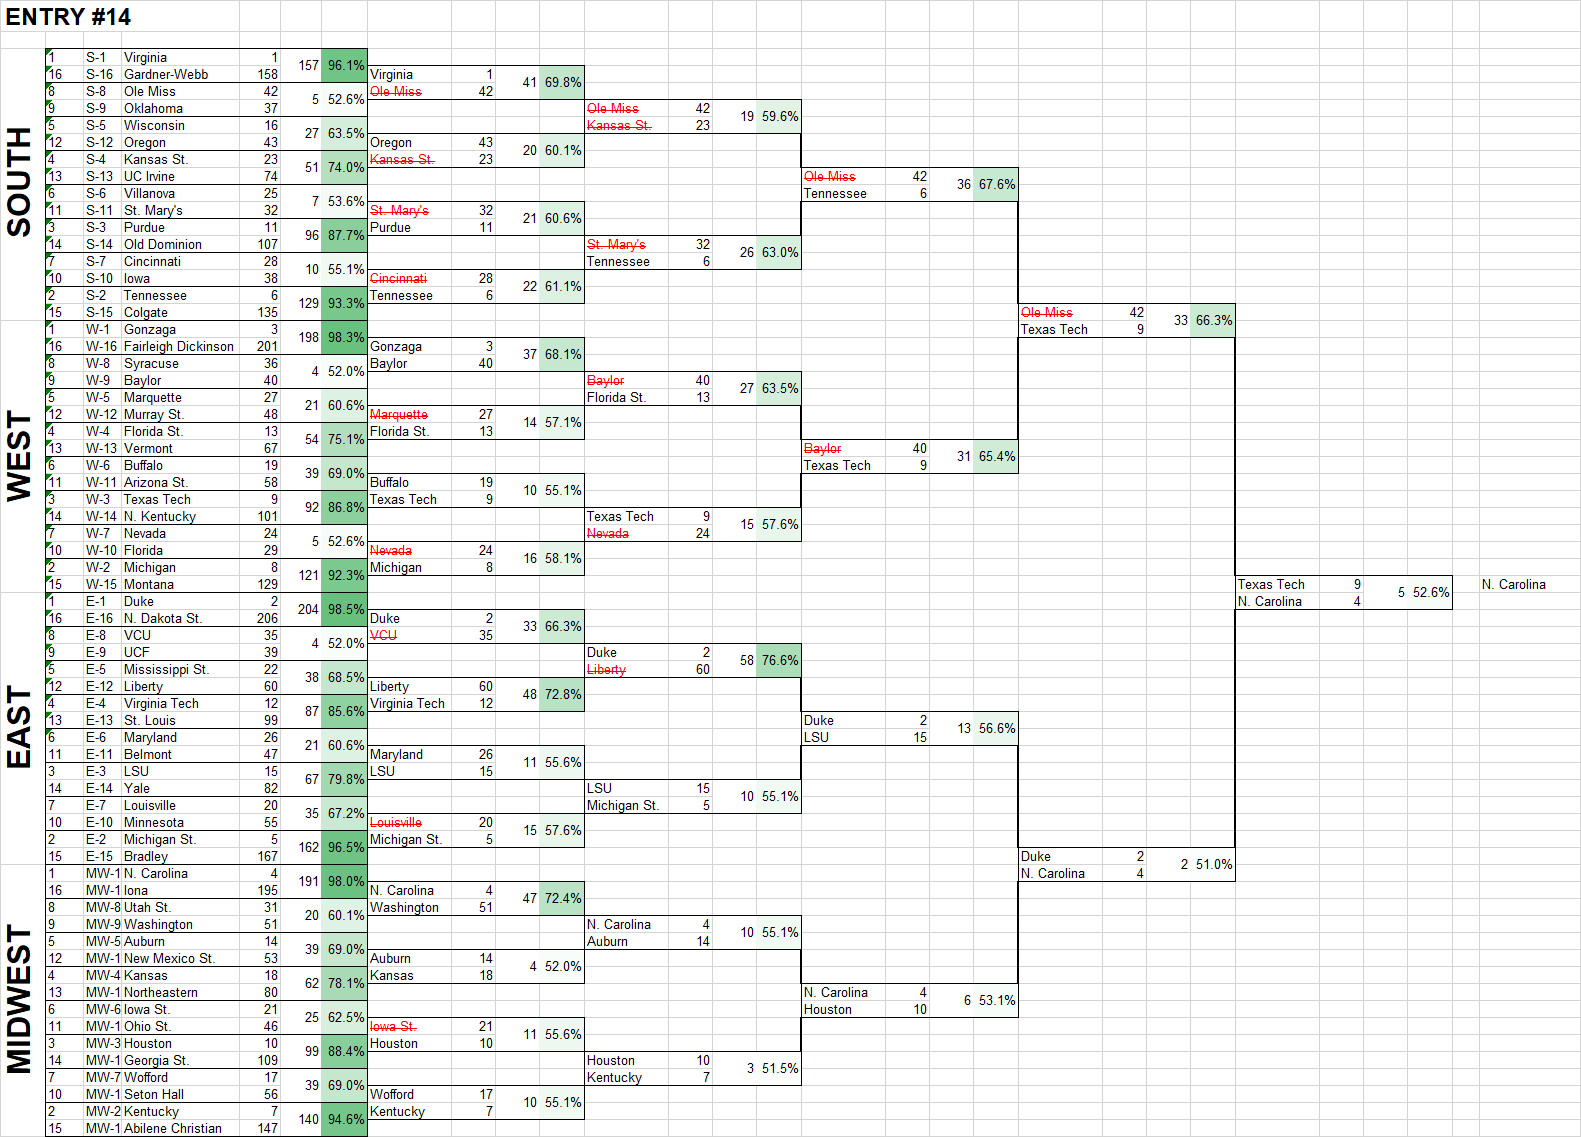 ENTRY #14
SOUTH
1 S-1 Virginia 1
157 96.1%
16 S-16 Gardner-Webb 158
Virginia 1
41 69.8%
8 S-8 Ole Miss 42
Ole Miss 42
5 52.6%
9 S-9 Oklahoma 37
Ole Miss 42
19 59.6%
5 S-5 Wisconsin 16
Kansas St. 23
27 63.5%
12 S-12 Oregon 43
Oregon 43
20 60.1%
4 S-4 Kansas St. 23
Kansas St. 23
51 74.0%
13 S-13 UC Irvine 74
Ole Miss 42
36 67.6%
6 S-6 Villanova 25
Tennessee 6
7 53.6%
11 S-11 St. Mary's 32
St. Mary's 32
21 60.6%
3 S-3 Purdue 11
Purdue 11
96 87.7%
14 S-14 Old Dominion 107
St. Mary's 32
26 63.0%
7 S-7 Cincinnati 28
Tennessee 6
10 55.1%
10 S-10 Iowa 38
Cincinnati 28
22 61.1%
2 S-2 Tennessee 6
Tennessee 6
129 93.3%
15 S-15 Colgate 135
Ole Miss 42
33 66.3%
WEST
1 W-1 Gonzaga 3
Texas Tech 9
198 98.3%
16 W-16 Fairleigh Dickinson 201
Gonzaga 3
37 68.1%
8 W-8 Syracuse 36
Baylor 40
4 52.0%
9 W-9 Baylor 40
Baylor 40
27 63.5%
5 W-5 Marquette 27
Florida St. 13
21 60.6%
12 W-12 Murray St. 48
Marquette 27
14 57.1%
4 W-4 Florida St. 13
Florida St. 13
54 75.1%
13 W-13 Vermont 67
Baylor 40
31 65.4%
6 W-6 Buffalo 19
Texas Tech 9
39 69.0%
11 W-11 Arizona St. 58
Buffalo 19
10 55.1%
3 W-3 Texas Tech 9
Texas Tech 9
92 86.8%
14 W-14 N. Kentucky 101
Texas Tech 9
15 57.6%
7 W-7 Nevada 24
Nevada 24
5 52.6%
10 W-10 Florida 29
Nevada 24
16 58.1%
2 W-2 Michigan 8
Michigan 8
121 92.3%
15 W-15 Montana 129
Texas Tech 9
5 52.6%
N. Carolina
EAST
1 E-1 Duke 2
N. Carolina 4
204 98.5%
16 E-16 N. Dakota St. 206
Duke 2
33 66.3%
8 E-8 VCU 35
VCU 35
4 52.0%
9 E-9 UCF 39
Duke 2
58 76.6%
5 E-5 Mississippi St. 22
Liberty 60
38 68.5%
12 E-12 Liberty 60
Liberty 60
48 72.8%
4 E-4 Virginia Tech 12
Virginia Tech 12
87 85.6%
13 E-13 St. Louis 99
Duke 2
13 56.6%
6 E-6 Maryland 26
LSU 15
21 60.6%
11 E-11 Belmont 47
Maryland 26
11 55.6%
3 E-3 LSU 15
LSU 15
67 79.8%
14 E-14 Yale 82
LSU 15
10 55.1%
7 E-7 Louisville 20
Michigan St. 5
35 67.2%
10 E-10 Minnesota 55
Louisville 20
15 57.6%
2 E-2 Michigan St. 5
Michigan St. 5
162 96.5%
15 E-15 Bradley 167
Duke 2
2 51.0%
MIDWEST
1 MW-1 N. Carolina 4
N. Carolina 4
191 98.0%
16 MW-1 Iona 195
N. Carolina 4
47 72.4%
8 MW-8 Utah St. 31
Washington 51
20 60.1%
9 MW-9 Washington 51
N. Carolina 4
10 55.1%
5 MW-5 Auburn 14
Auburn 14
39 69.0%
12 MW-1 New Mexico St. 53
Auburn 14
4 52.0%
4 MW-4 Kansas 18
Kansas 18
62 78.1%
13 MW-1 Northeastern 80
N. Carolina 4
6 53.1%
6 MW-6 Iowa St. 21
Houston 10
25 62.5%
11 MW-1 Ohio St. 46
Iowa St. 21
11 55.6%
3 MW-3 Houston 10
Houston 10
99 88.4%
14 MW-1 Georgia St. 109
Houston 10
3 51.5%
7 MW-7 Wofford 17
Kentucky 7
39 69.0%
10 MW-1 Seton Hall 56
Wofford 17
10 55.1%
2 MW-2 Kentucky 7
Kentucky 7
140 94.6%
15 MW-1 Abilene Christian 147